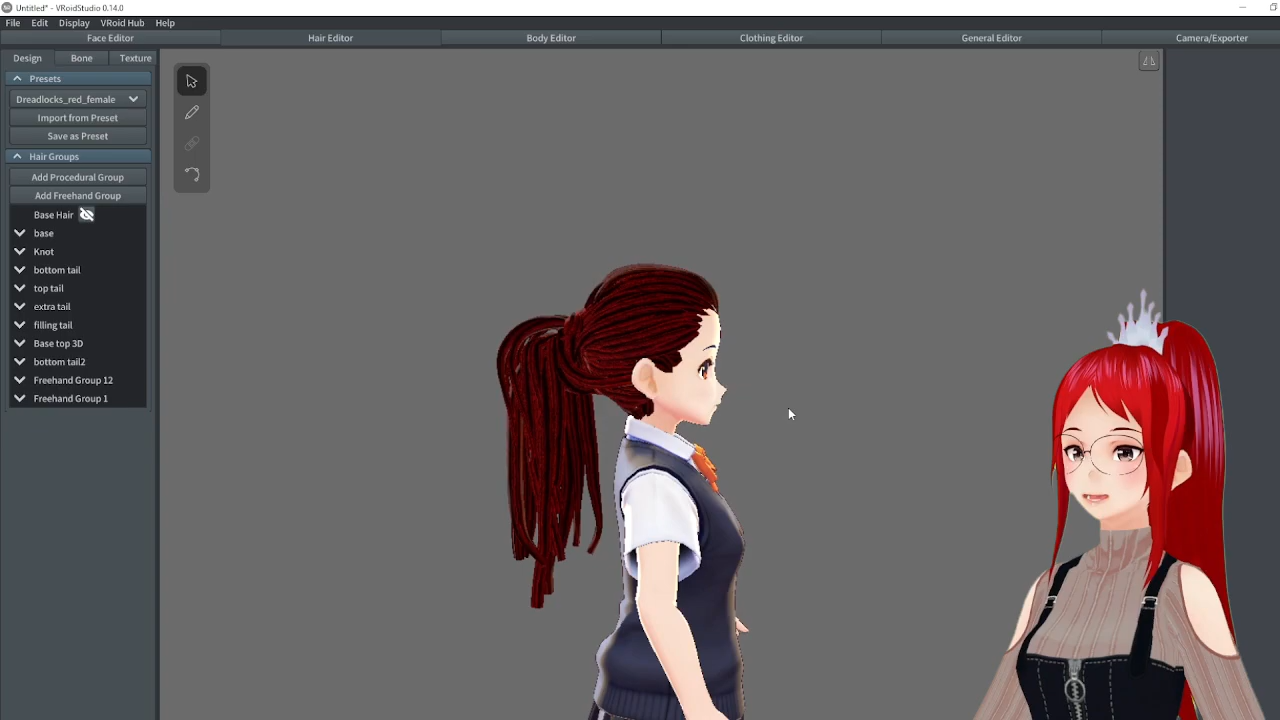 Untitled* - VRoidStudio 0.14.0
File Edit Display VRoid Hub Help
Face Editor Hair Editor Body Editor Clothing Editor General Editor Camera/Exporter
Design Bone Texture
Presets
Dreadlocks_red_female
Import from Preset
Save as Preset
Hair Groups
Add Procedural Group
Add Freehand Group
Base Hair
base
Knot
bottom tail
top tail
extra tail
filling tail
Base top 3D
bottom tail2
Freehand Group 12
Freehand Group 1